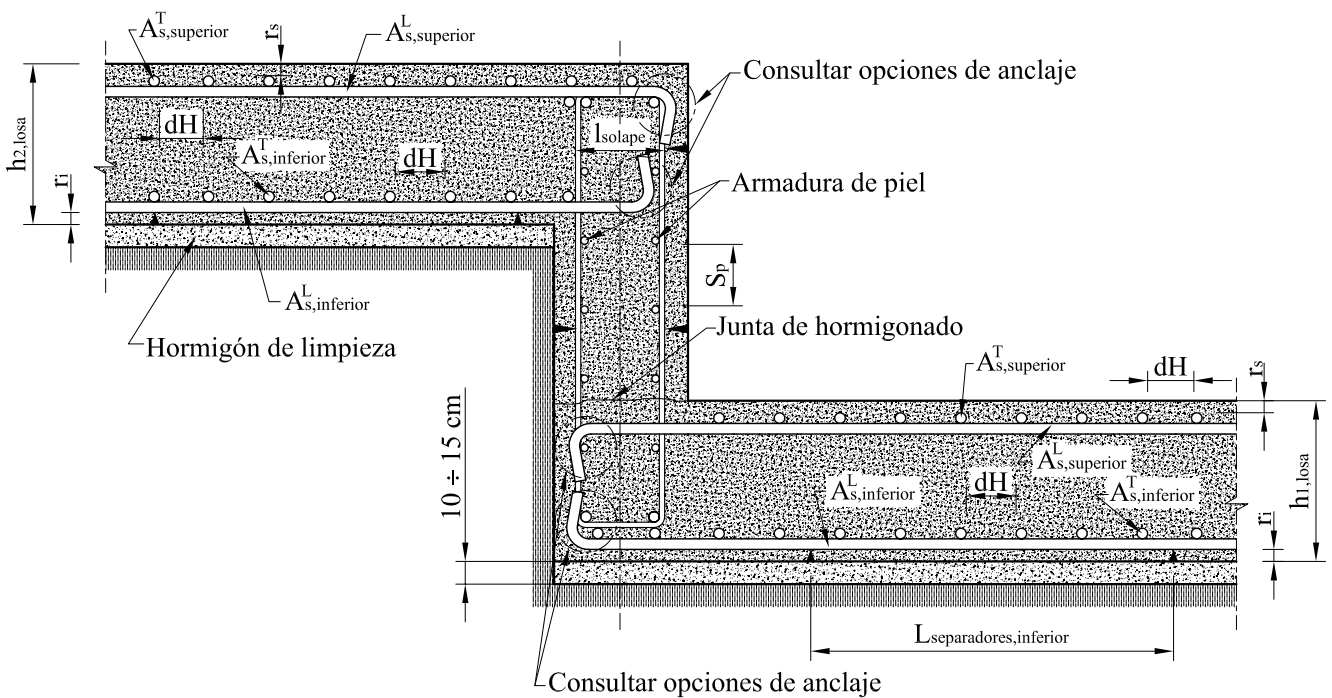 A^T_s,superior
r_s
A^L_s,superior
Consultar opciones de anclaje
h_2,losa
dH
l_solape
A^T_s,inferior
dH
Armadura de piel
r_i
S_p
A^L_s,inferior
Junta de hormigonado
Hormigón de limpieza
A^T_s,superior
dH
r_s
10 ÷ 15 cm
A^L_s,superior
A^L_s,inferior
dH
A^T_s,inferior
h_1,losa
r_i
L_separadores,inferior
Consultar opciones de anclaje